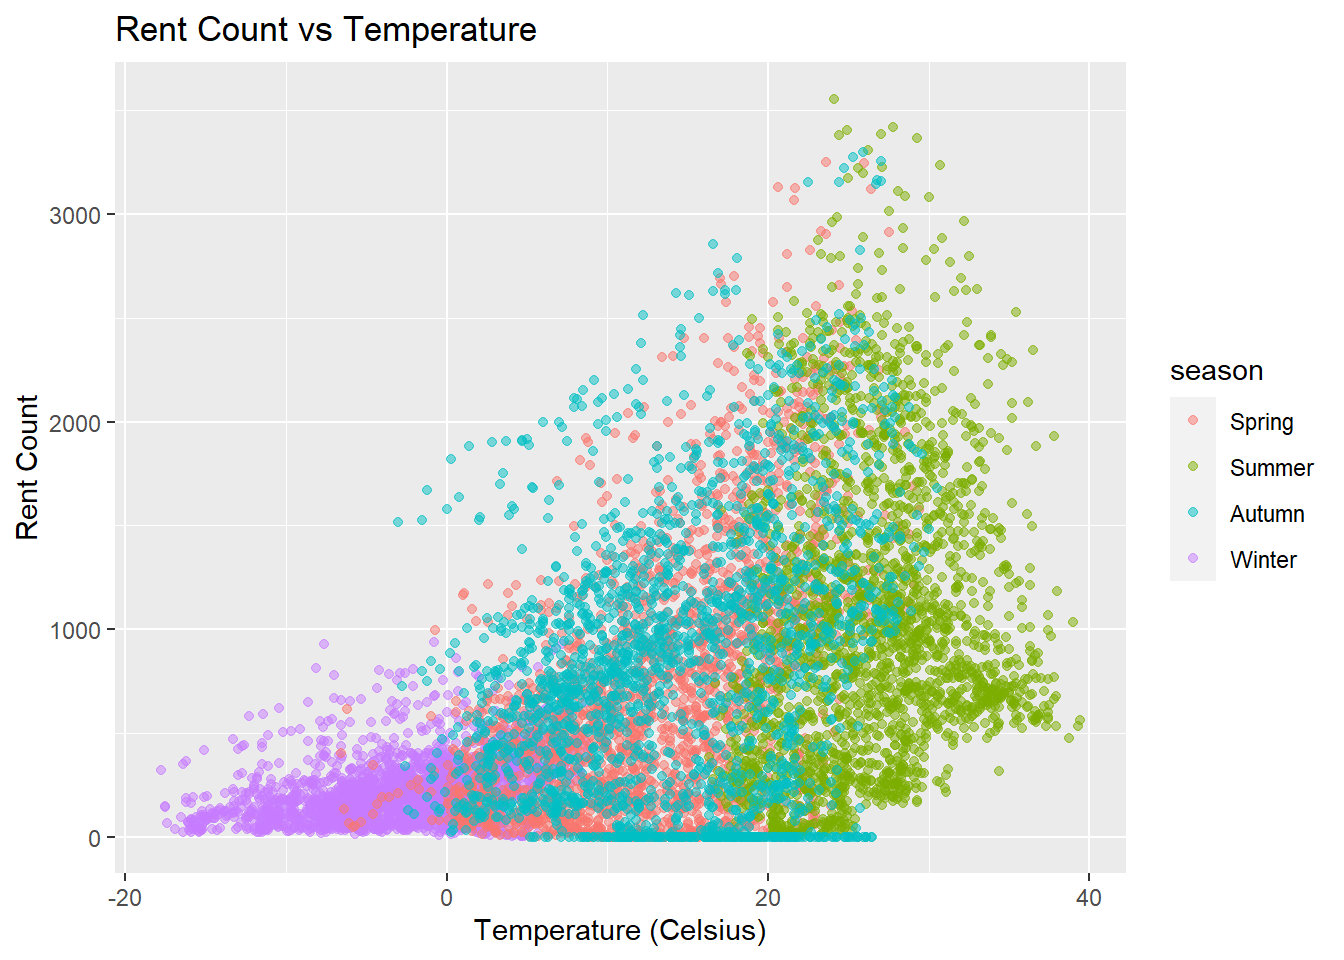 Rent Count vs Temperature
3000
2000
1000
0
Rent Count
-20
0
20
40
Temperature (Celsius)
season
Spring
Summer
Autumn
Winter